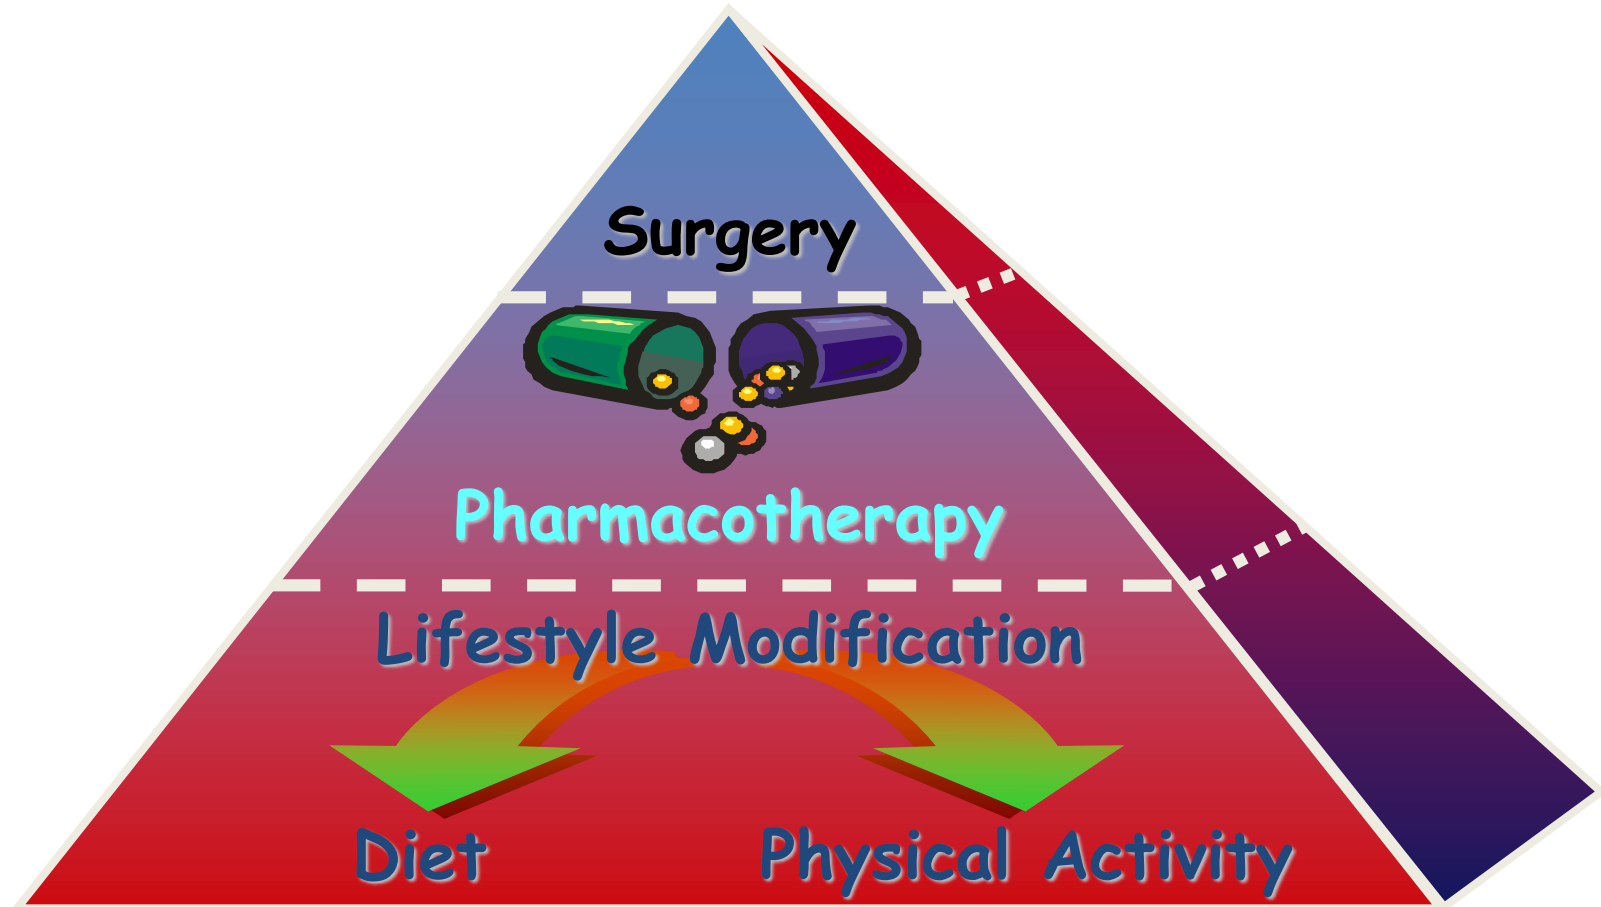 Surgery
Pharmacotherapy
Lifestyle Modification
Diet
Physical Activity